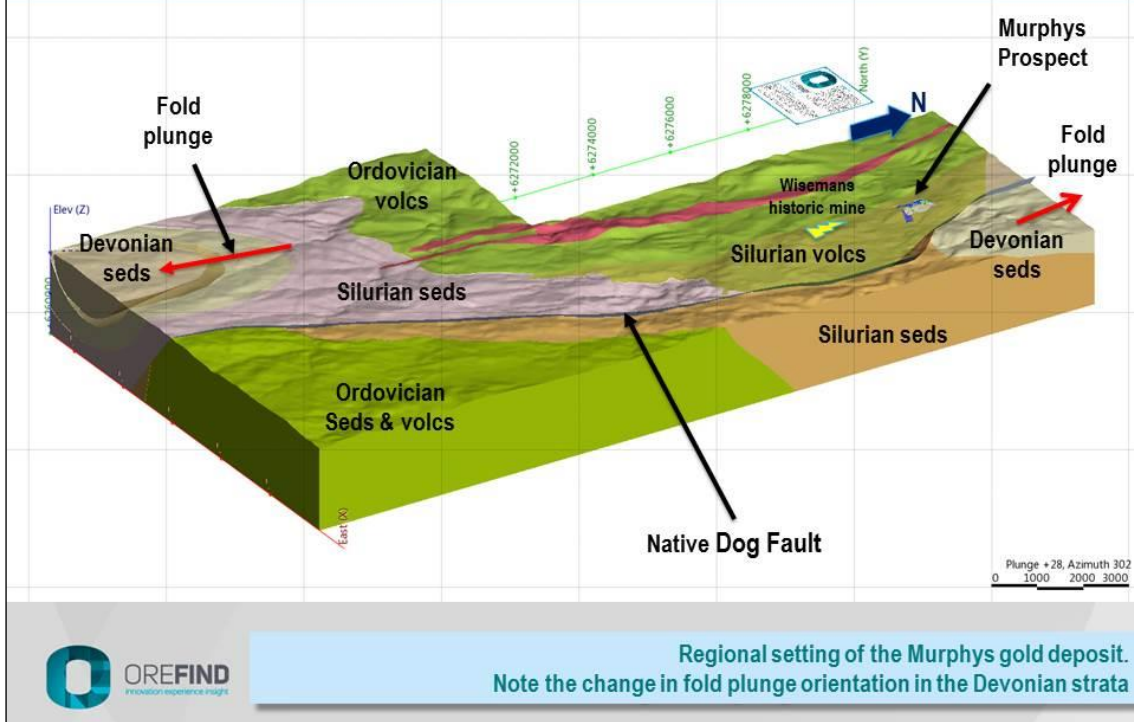 Murphys
Prospect
Fold
plunge
N
Fold
plunge
North (Y)
+6278000
+6276000
+6274000
+6272000
Ordovician
volcs
Wisemans
historic mine
Elev (Z)
Devonian
seds
Silurian volcs
Devonian
seds
Silurian seds
Silurian seds
Ordovician
Seds & volcs
East (X)
Native Dog Fault
Plunge +28, Azimuth 302
0 1000 2000 3000
OREFIND
innovation experience insight
Regional setting of the Murphys gold deposit.
Note the change in fold plunge orientation in the Devonian strata